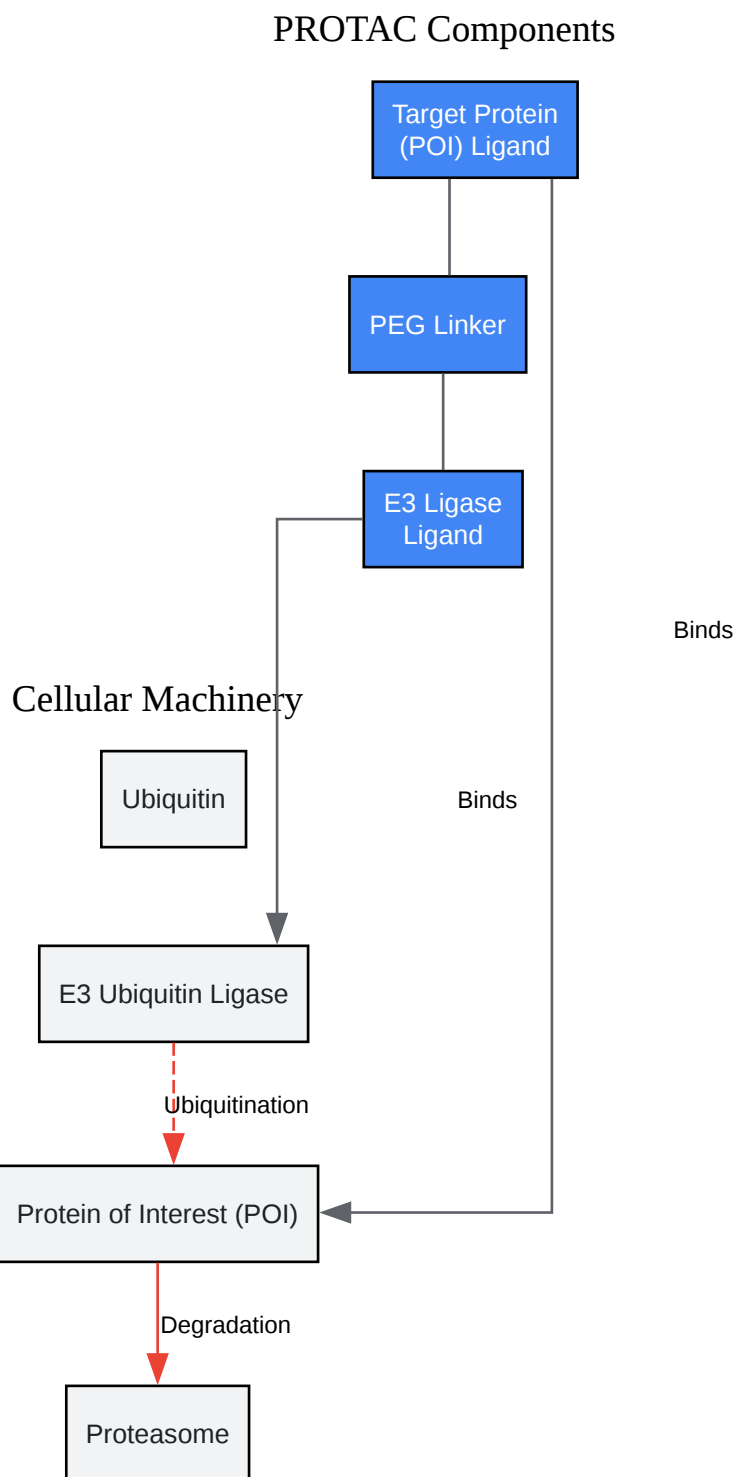 PROTAC Components
Target Protein
(POI) Ligand
PEG Linker
E3 Ligase
Ligand
Binds
Cellular Machinery
Ubiquitin
Binds
E3 Ubiquitin Ligase
Ubiquitination
Protein of Interest (POI)
Degradation
Proteasome